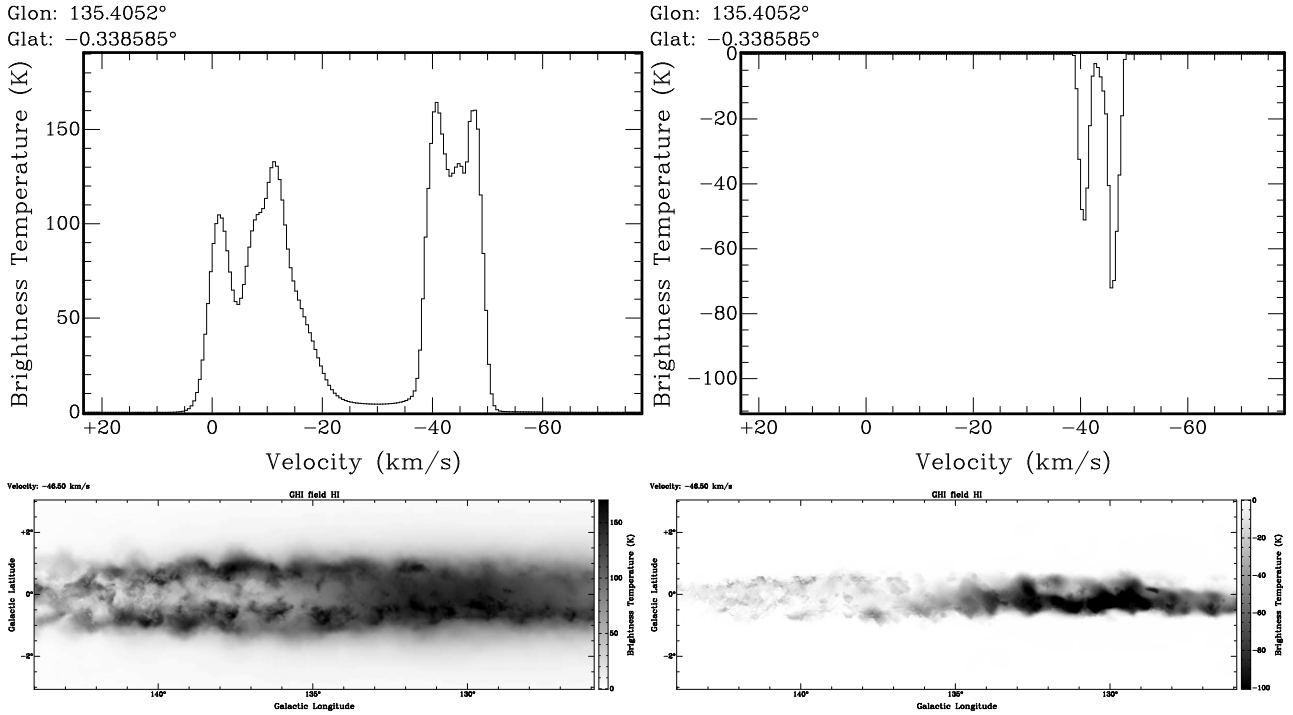 Glon: 135.4052°
Glat: −0.338585°
Brightness Temperature (K)
150
100
50
0
+20 0 −20 −40 −60
Velocity (km/s)
Glon: 135.4052°
Glat: −0.338585°
Brightness Temperature (K)
0
−20
−40
−60
−80
−100
+20 0 −20 −40 −60
Velocity (km/s)
Velocity: −46.50 km/s
GHI field HI
Galactic Latitude
+2°
0°
−2°
140° 135° 130°
Galactic Longitude
150
100
50
0
Brightness Temperature (K)
Velocity: −46.50 km/s
GHI field HI
Galactic Latitude
+2°
0°
−2°
140° 135° 130°
Galactic Longitude
0
−20
−40
−60
−80
−100
Brightness Temperature (K)